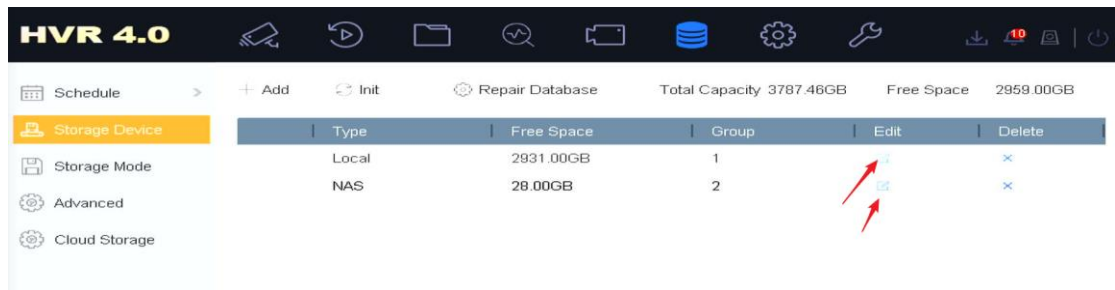 HVR 4.0
10
Schedule
+ Add Init Repair Database Total Capacity 3787.46GB Free Space 2959.00GB
Storage Device
Type Free Space Group Edit Delete
Local 2931.00GB 1
Storage Mode
NAS 28.00GB 2
Advanced
Cloud Storage